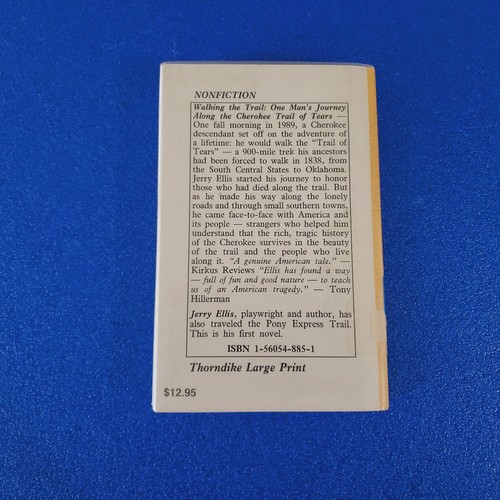 NONFICTION
Walking the Trail: One Man's Journey
Along the Cherokee Trail of Tears —
One fall morning in 1989, a Cherokee
descendant set off on the adventure of
a lifetime: he would walk the "Trail of
Tears" — a 900-mile trek his ancestors
had been forced to walk in 1838, from
the South Central States to Oklahoma.
Jerry Ellis started his journey to honor
those who had died along the trail. But
as he made his way along the lonely
roads and through small southern towns,
he came face-to-face with America and
its people — strangers who helped him
understand that the rich, tragic history
of the Cherokee survives in the beauty
of the trail and the people who live
along it. "A genuine American tale." —
Kirkus Reviews "Ellis has found a way
— full of fun and good nature — to teach
us of an American tragedy." — Tony
Hillerman
Jerry Ellis, playwright and author, has
also traveled the Pony Express Trail.
This is his first novel.
ISBN 1-56054-885-1
Thorndike Large Print
$12.95